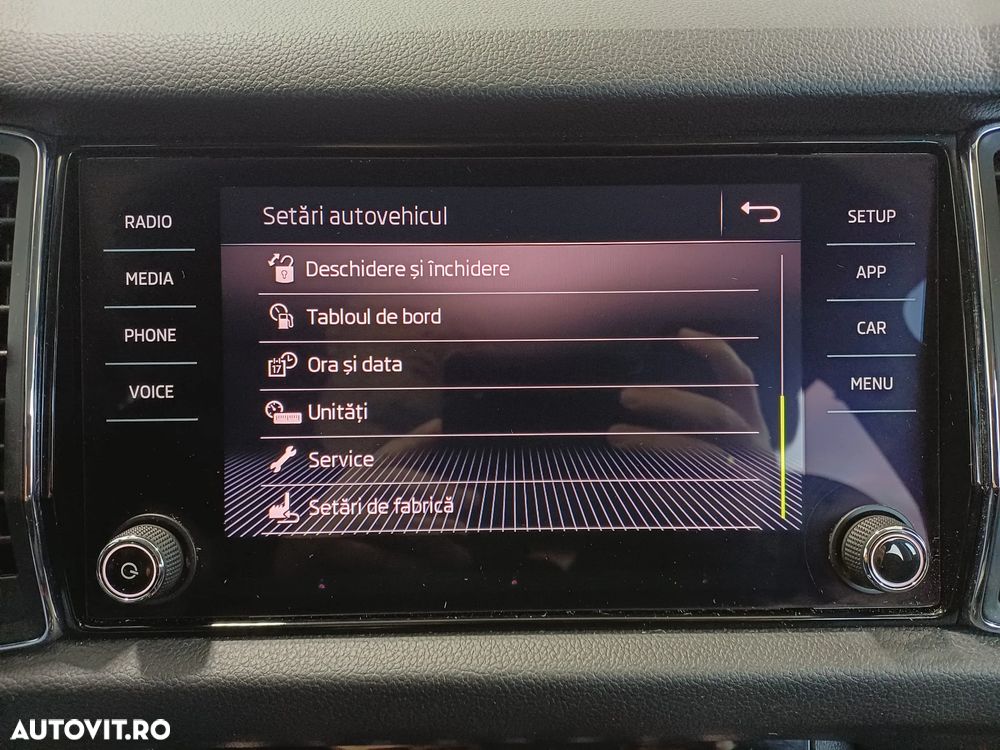 RADIO
MEDIA
PHONE
VOICE
Setări autovehicul
Deschidere și închidere
Tabloul de bord
17
Ora și data
Unități
Service
Setări de fabrică
SETUP
APP
CAR
MENU
AUTOVIT.RO